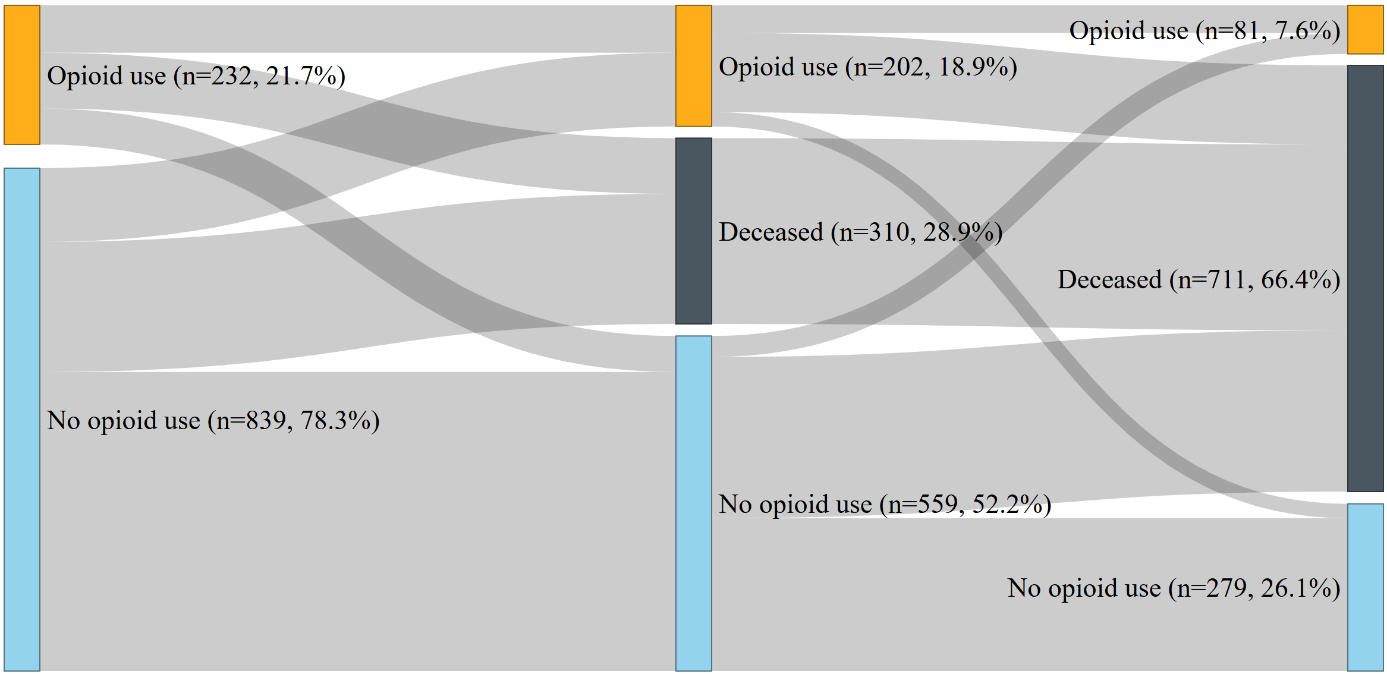 Opioid use (n=232, 21.7%)
No opioid use (n=839, 78.3%)
Opioid use (n=202, 18.9%)
Deceased (n=310, 28.9%)
No opioid use (n=559, 52.2%)
Opioid use (n=81, 7.6%)
Deceased (n=711, 66.4%)
No opioid use (n=279, 26.1%)